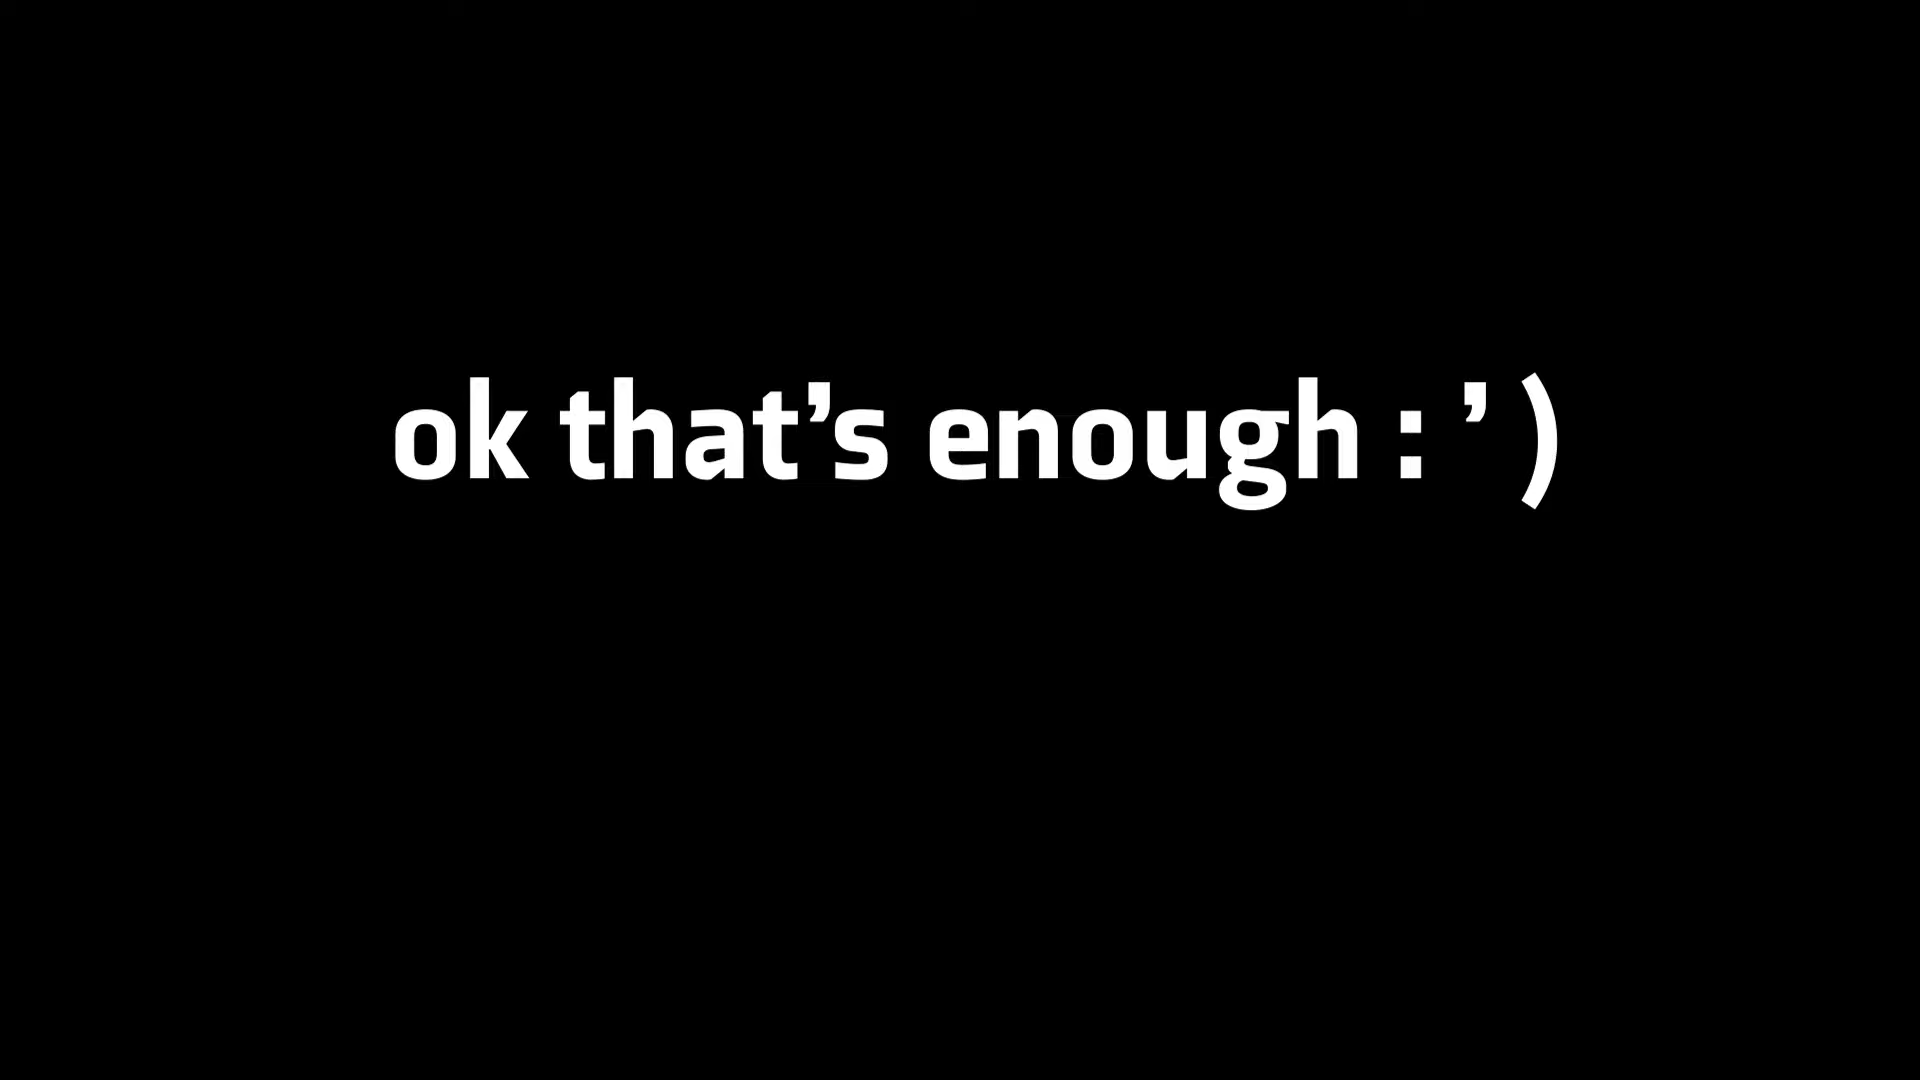 ok that’s enough : ’ )